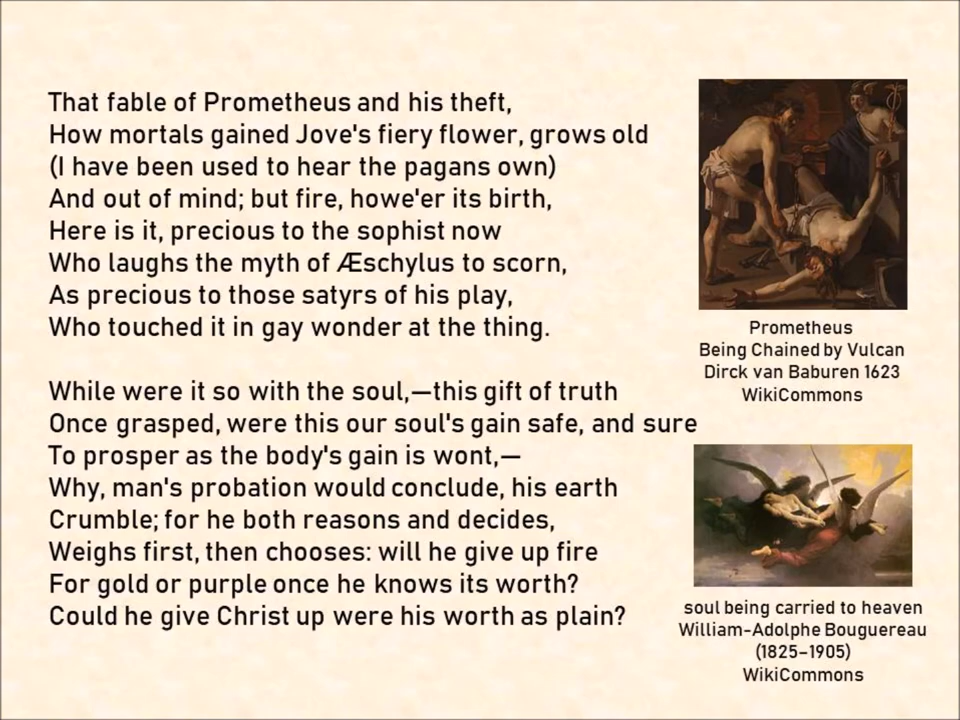 That fable of Prometheus and his theft,
How mortals gained Jove's fiery flower, grows old
(I have been used to hear the pagans own)
And out of mind; but fire, howe'er its birth,
Here is it, precious to the sophist now
Who laughs the myth of Æschylus to scorn,
As precious to those satyrs of his play,
Who touched it in gay wonder at the thing.
While were it so with the soul,—this gift of truth
Once grasped, were this our soul's gain safe, and sure
To prosper as the body's gain is wont,—
Why, man's probation would conclude, his earth
Crumble; for he both reasons and decides,
Weighs first, then chooses: will he give up fire
For gold or purple once he knows its worth?
Could he give Christ up were his worth as plain?
Prometheus
Being Chained by Vulcan
Dirck van Baburen 1623
WikiCommons
soul being carried to heaven
William-Adolphe Bouguereau
(1825–1905)
WikiCommons